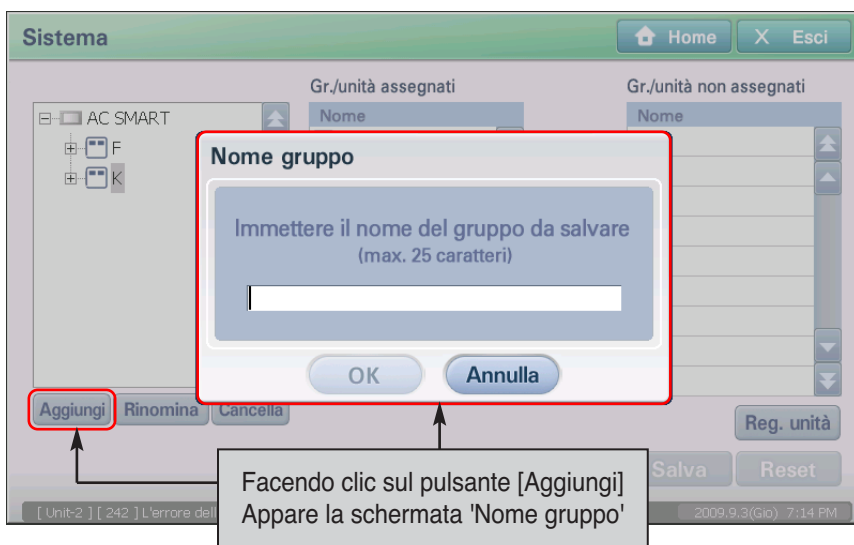 Sistema
Home
X Esci
Gr./unità assegnati
Gr./unità non assegnati
AC SMART
Nome
Nome
F
K
Nome gruppo
Immettere il nome del gruppo da salvare
(max. 25 caratteri)
OK
Annulla
Aggiungi
Rinomina
Cancella
Reg. unità
Facendo clic sul pulsante [Aggiungi]
Appare la schermata 'Nome gruppo'
Salva
Reset
[ Unit-2 ] [ 242 ] L'errore dell
2009.9.3(Gio) 7:14 PM